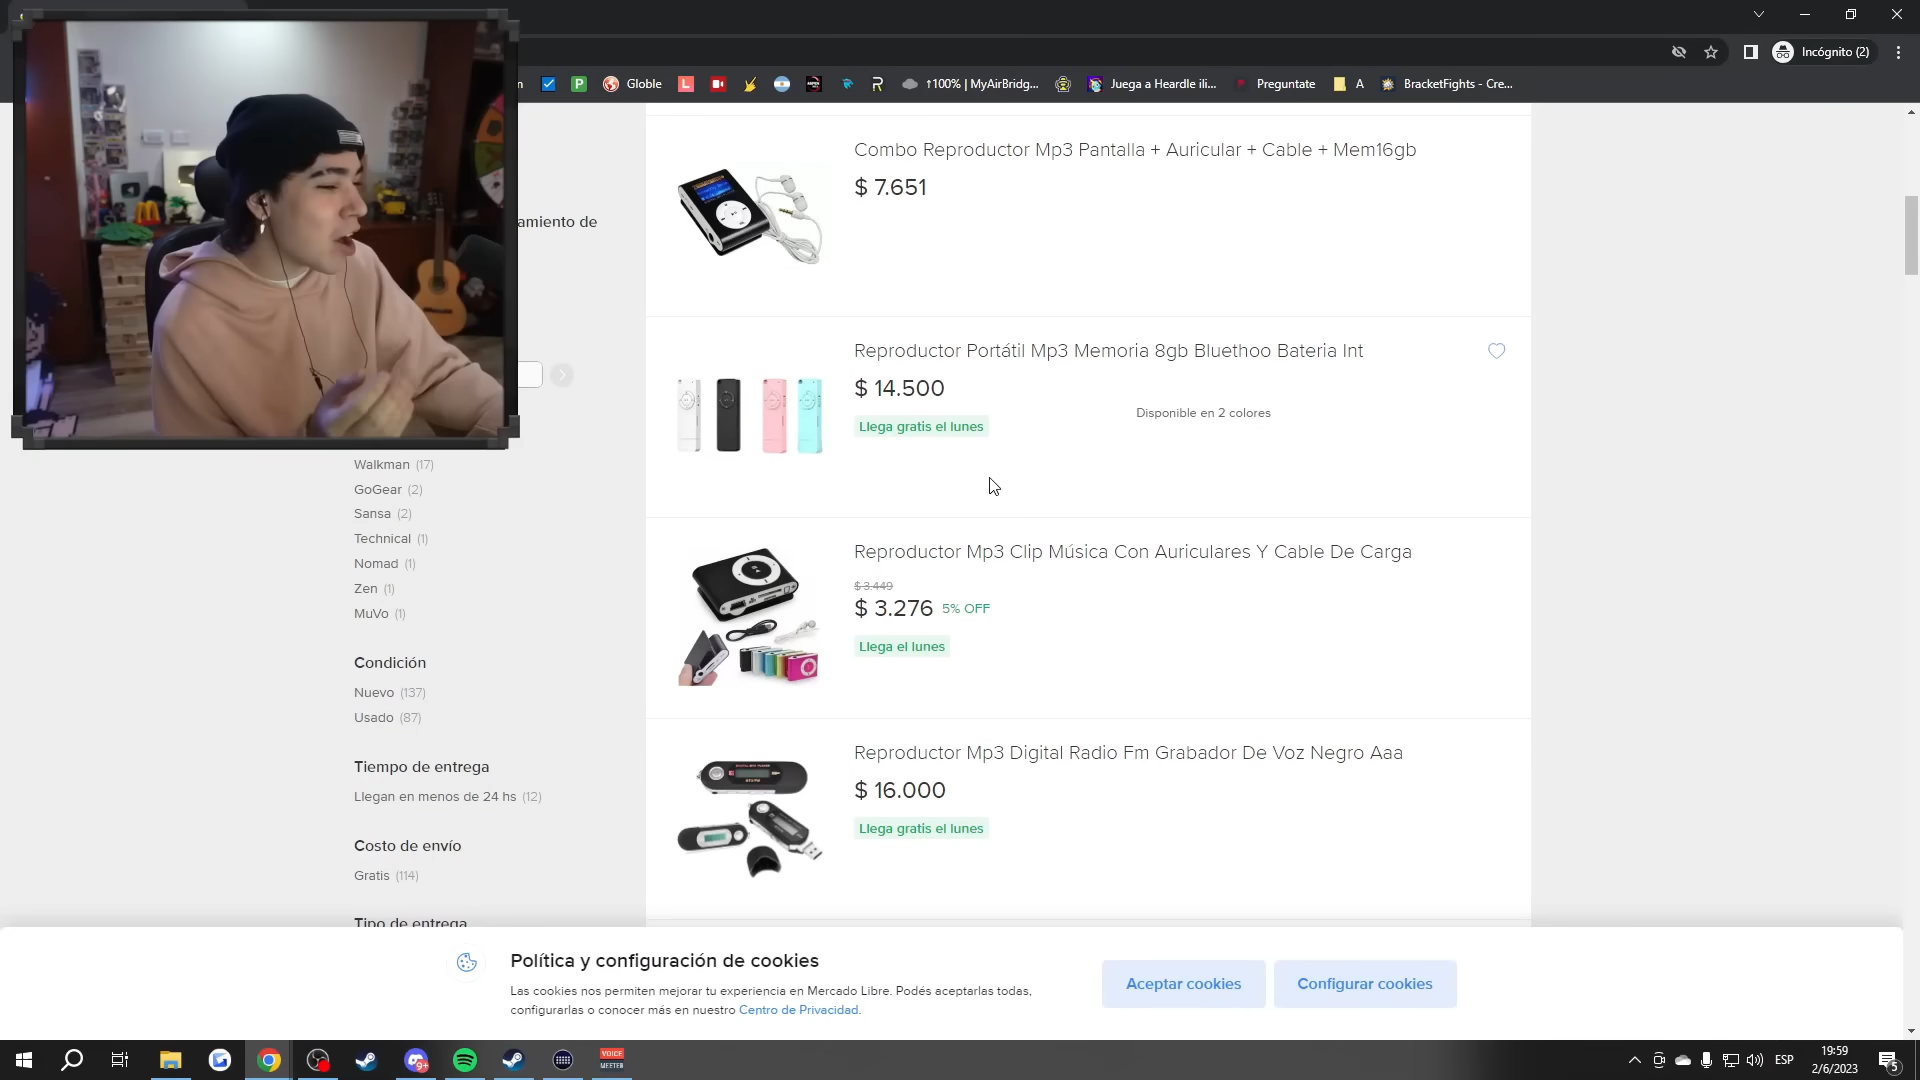 Incógnito (2)
n
Globle
↑100% | MyAirBridg...
Juega a Heardle ili...
Preguntate
A
BracketFights - Cre...
amiento de
Walkman (17)
GoGear (2)
Sansa (2)
Technical (1)
Nomad (1)
Zen (1)
MuVo (1)
Condición
Nuevo (137)
Usado (87)
Tiempo de entrega
Llegan en menos de 24 hs (12)
Costo de envío
Gratis (114)
Tipo de entrega
Combo Reproductor Mp3 Pantalla + Auricular + Cable + Mem16gb
$ 7.651
Reproductor Portátil Mp3 Memoria 8gb Bluethoo Bateria Int
$ 14.500
Llega gratis el lunes
Disponible en 2 colores
Reproductor Mp3 Clip Música Con Auriculares Y Cable De Carga
$ 3.449
$ 3.276 5% OFF
Llega el lunes
Reproductor Mp3 Digital Radio Fm Grabador De Voz Negro Aaa
$ 16.000
Llega gratis el lunes
Política y configuración de cookies
Las cookies nos permiten mejorar tu experiencia en Mercado Libre. Podés aceptarlas todas,
configurarlas o conocer más en nuestro Centro de Privacidad.
Aceptar cookies
Configurar cookies
9+
VOICE
MEETER
ESP
19:59
2/6/2023
5